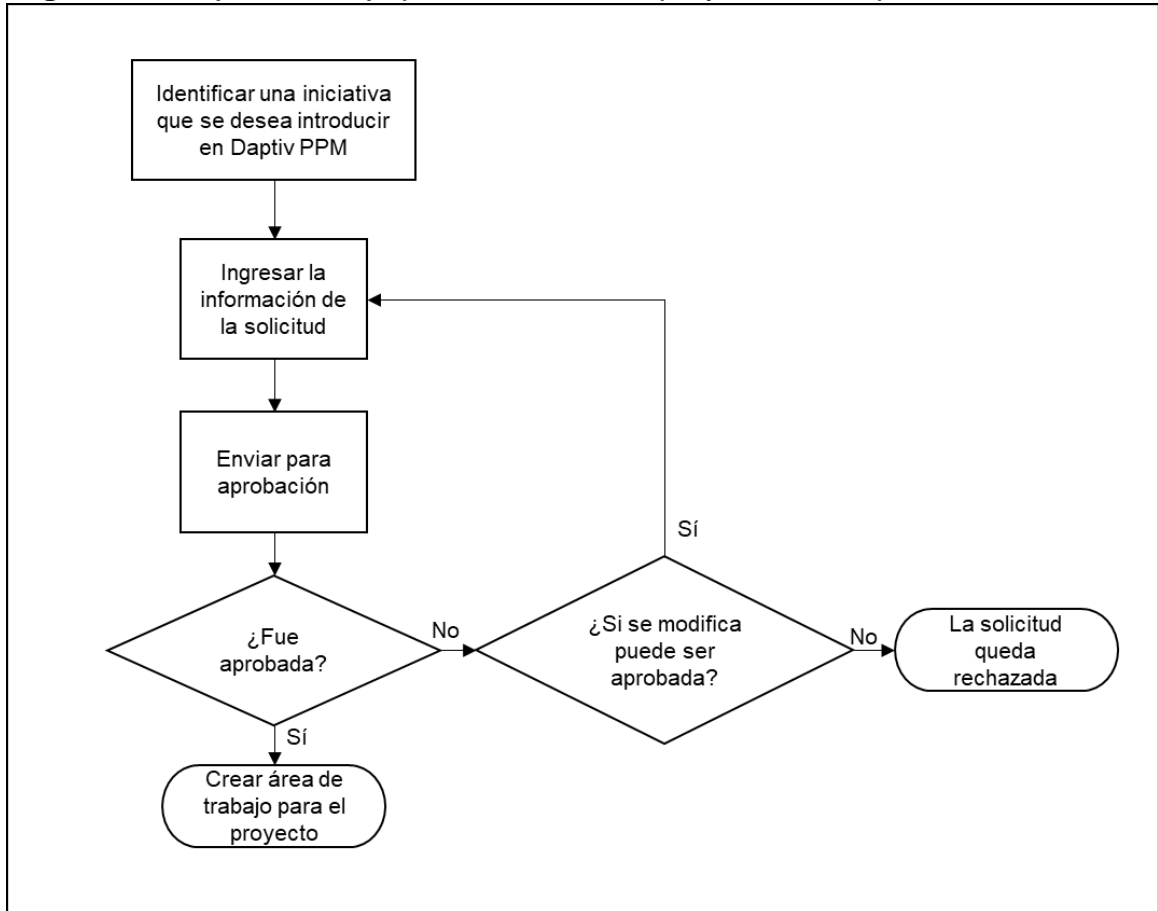 Identificar una iniciativa
que se desea introducir
en Daptiv PPM
Ingresar la
información de
la solicitud
Enviar para
aprobación
Sí
¿Fue
aprobada?
No
¿Si se modifica
puede ser
aprobada?
No
La solicitud
queda
rechazada
Sí
Crear área de
trabajo para el
proyecto